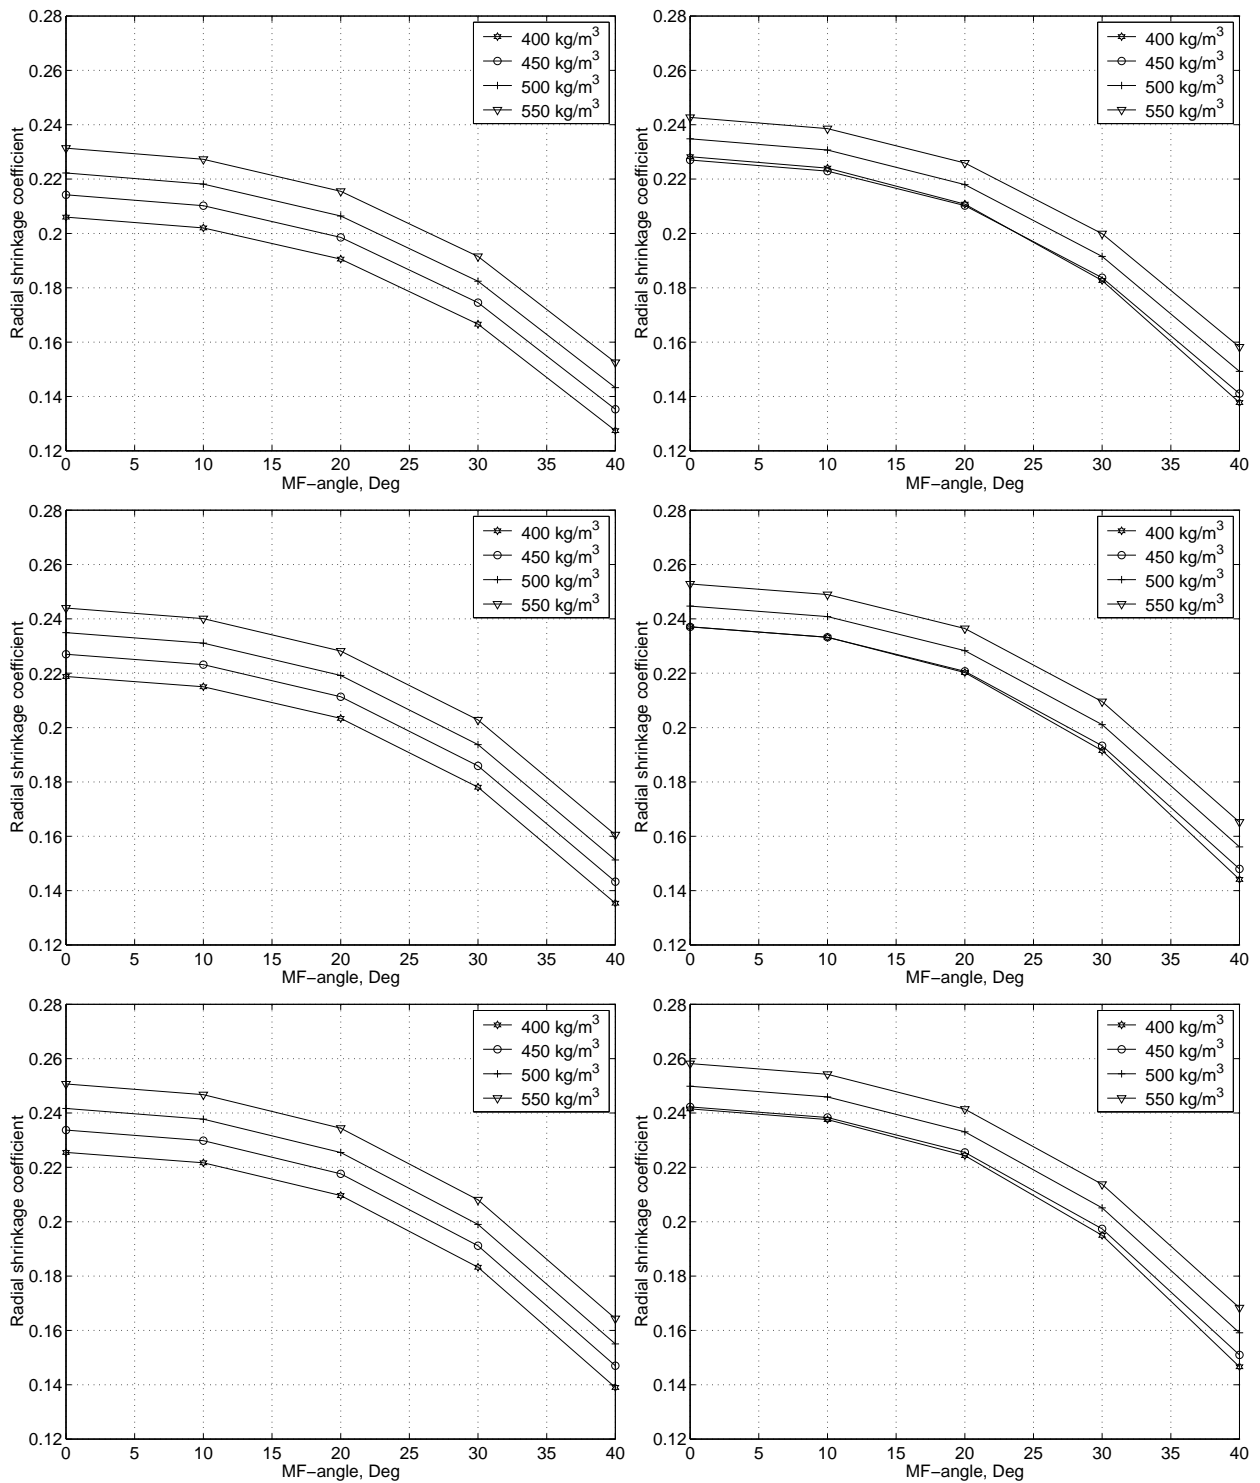 0.28
0.26
0.24
0.22
0.2
0.18
0.16
0.14
0.12
Radial shrinkage coefficient
400 kg/m³
450 kg/m³
500 kg/m³
550 kg/m³
0 5 10 15 20 25 30 35 40
MF−angle, Deg
0.28
0.26
0.24
0.22
0.2
0.18
0.16
0.14
0.12
Radial shrinkage coefficient
400 kg/m³
450 kg/m³
500 kg/m³
550 kg/m³
0 5 10 15 20 25 30 35 40
MF−angle, Deg
0.28
0.26
0.24
0.22
0.2
0.18
0.16
0.14
0.12
Radial shrinkage coefficient
400 kg/m³
450 kg/m³
500 kg/m³
550 kg/m³
0 5 10 15 20 25 30 35 40
MF−angle, Deg
0.28
0.26
0.24
0.22
0.2
0.18
0.16
0.14
0.12
Radial shrinkage coefficient
400 kg/m³
450 kg/m³
500 kg/m³
550 kg/m³
0 5 10 15 20 25 30 35 40
MF−angle, Deg
0.28
0.26
0.24
0.22
0.2
0.18
0.16
0.14
0.12
Radial shrinkage coefficient
400 kg/m³
450 kg/m³
500 kg/m³
550 kg/m³
0 5 10 15 20 25 30 35 40
MF−angle, Deg
0.28
0.26
0.24
0.22
0.2
0.18
0.16
0.14
0.12
Radial shrinkage coefficient
400 kg/m³
450 kg/m³
500 kg/m³
550 kg/m³
0 5 10 15 20 25 30 35 40
MF−angle, Deg